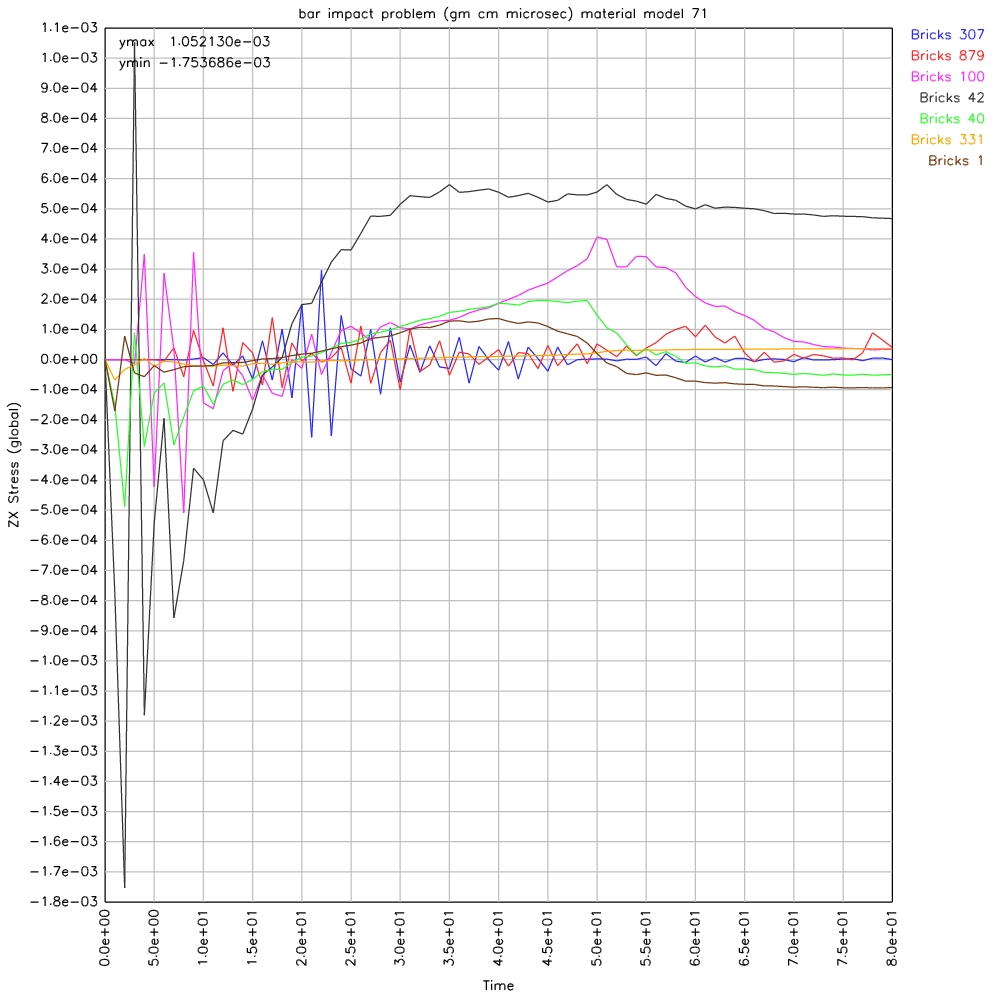 bar impact problem (gm cm microsec) material model 71
ymax 1.052130e-03
ymin -1.753686e-03
Bricks 307
Bricks 879
Bricks 100
Bricks 42
Bricks 40
Bricks 331
Bricks 1
ZX Stress (global)
1.1e-03
1.0e-03
9.0e-04
8.0e-04
7.0e-04
6.0e-04
5.0e-04
4.0e-04
3.0e-04
2.0e-04
1.0e-04
0.0e+00
-1.0e-04
-2.0e-04
-3.0e-04
-4.0e-04
-5.0e-04
-6.0e-04
-7.0e-04
-8.0e-04
-9.0e-04
-1.0e-03
-1.1e-03
-1.2e-03
-1.3e-03
-1.4e-03
-1.5e-03
-1.6e-03
-1.7e-03
-1.8e-03
0.0e+00
5.0e+00
1.0e+01
1.5e+01
2.0e+01
2.5e+01
3.0e+01
3.5e+01
4.0e+01
4.5e+01
5.0e+01
5.5e+01
6.0e+01
6.5e+01
7.0e+01
7.5e+01
8.0e+01
Time